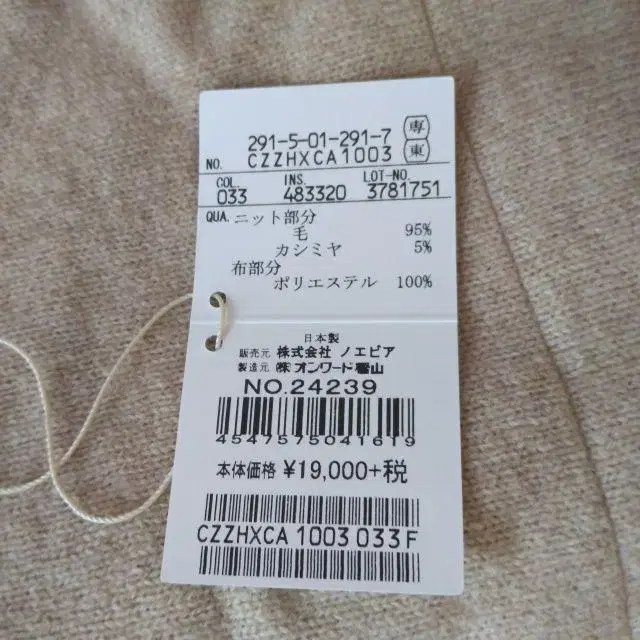 291-5-01-291-7 専
NO. CZZHXCA1003 東
COL. INS. LOT-NO.
033 483320 3781751
QUA. ニット部分
毛 95%
カシミヤ 5%
布部分
ポリエステル 100%
日本製
販売元 株式会社 ノエビア
製造元 ㈱ オンワード樫山
NO.24239
4547575041619
本体価格 ¥19,000+税
CZZHXCA 1003 033F